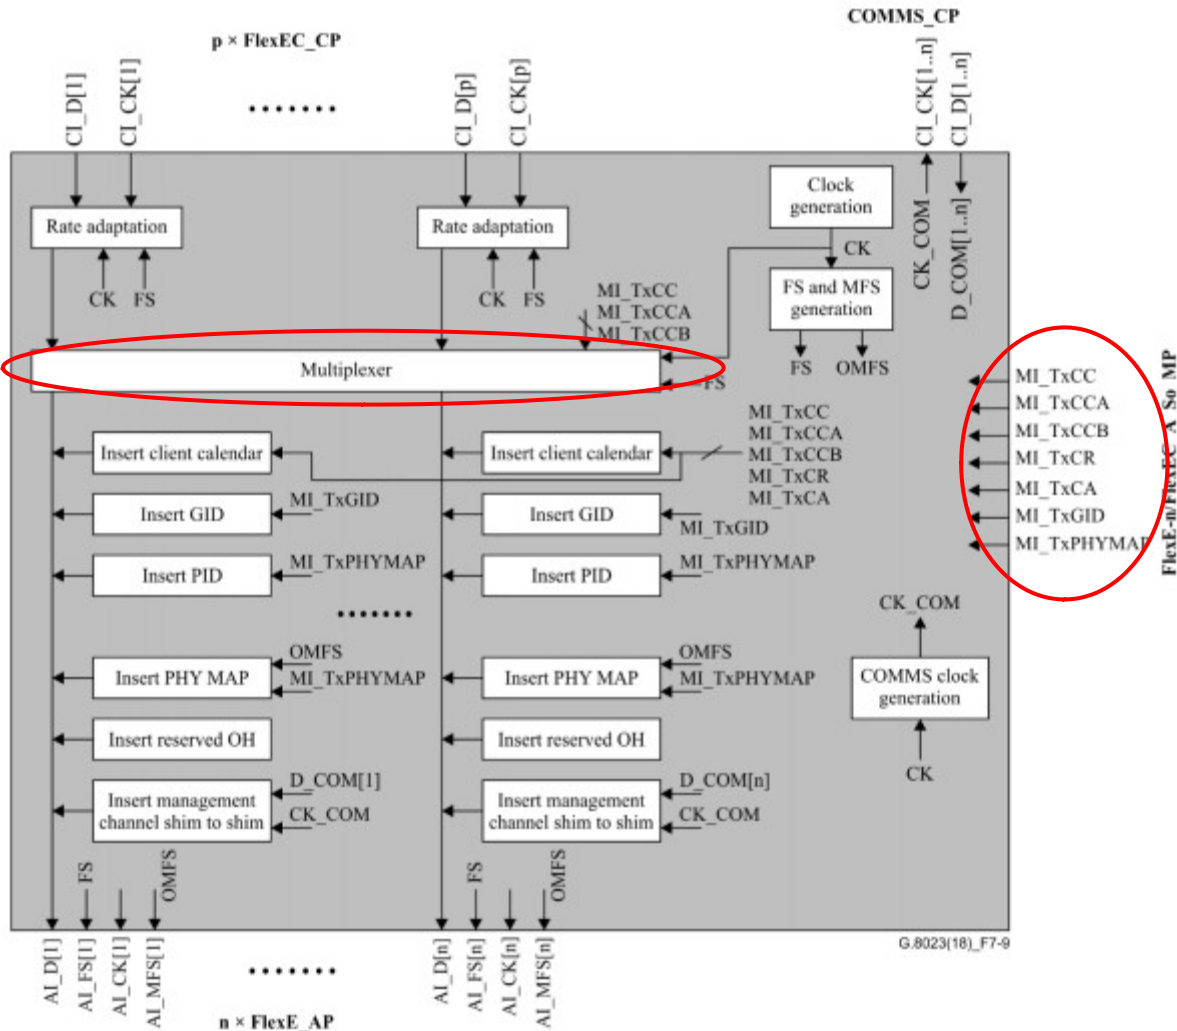 COMMS_CP
p × FlexEC_CP
CI_D[1]
CI_CK[1]
CI_D[p]
CI_CK[p]
CI_CK[1..n]
CI_D[1..n]
Clock
generation
Rate adaptation
Rate adaptation
CK_COM
D_COM[1..n]
CK
CK
FS
CK
FS
MI_TxCC
MI_TxCCA
MI_TxCCB
FS and MFS
generation
FS
OMFS
Multiplexer
FS
MI_TxCC
MI_TxCCA
MI_TxCCB
MI_TxCR
MI_TxCA
MI_TxGID
MI_TxPHYMAP
FlexE-n/FlexEC_A_So_MP
Insert client calendar
Insert client calendar
MI_TxCC
MI_TxCCA
MI_TxCCB
MI_TxCR
MI_TxCA
Insert GID
MI_TxGID
Insert GID
MI_TxGID
Insert PID
MI_TxPHYMAP
Insert PID
MI_TxPHYMAP
CK_COM
Insert PHY MAP
OMFS
MI_TxPHYMAP
Insert PHY MAP
OMFS
MI_TxPHYMAP
COMMS clock
generation
CK
Insert reserved OH
Insert reserved OH
Insert management
channel shim to shim
D_COM[1]
CK_COM
Insert management
channel shim to shim
D_COM[n]
CK_COM
FS
OMFS
FS
OMFS
G.8023(18)_F7-9
AI_D[1]
AI_FS[1]
AI_CK[1]
AI_MFS[1]
AI_D[n]
AI_FS[n]
AI_CK[n]
AI_MFS[n]
n × FlexE_AP